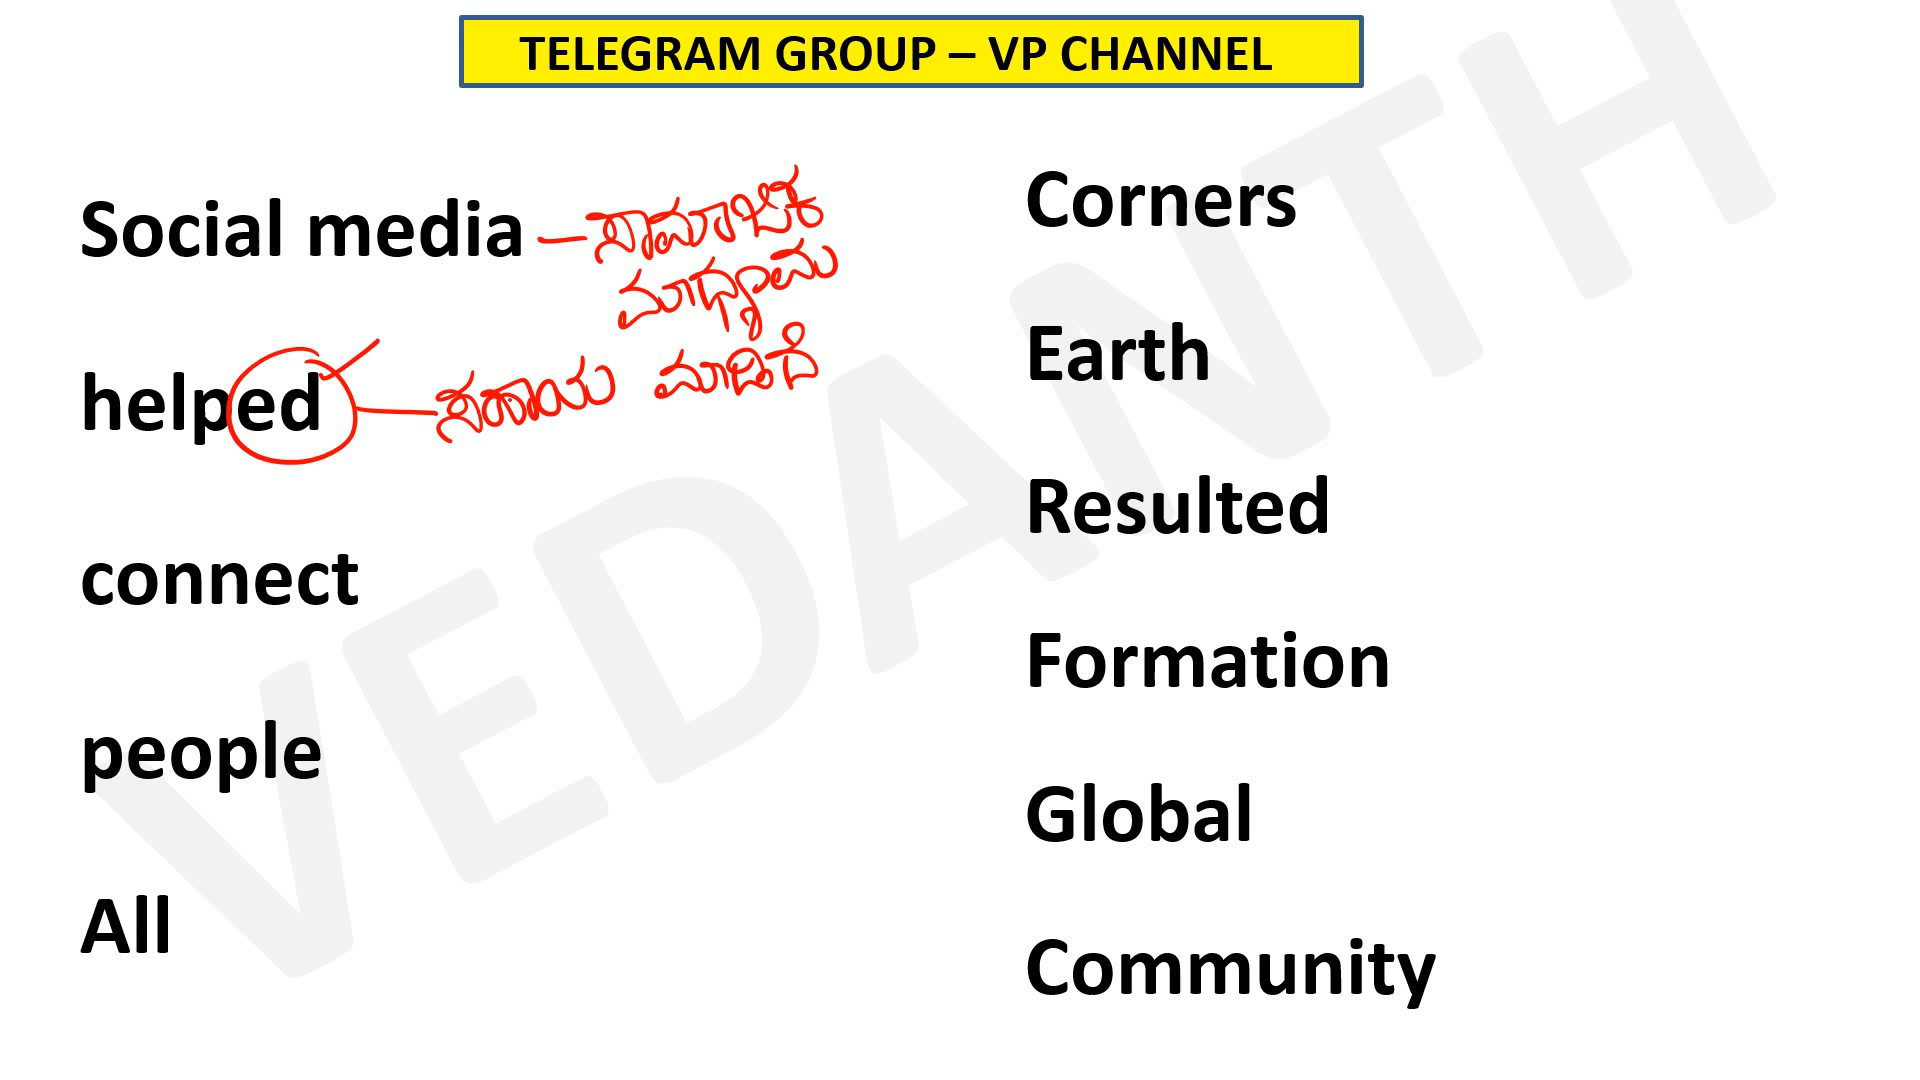 TELEGRAM GROUP – VP CHANNEL
Social media – ಸಾಮಾಜಿಕ
ಮಾಧ್ಯಮ
helped – ಸಹಾಯ ಮಾಡಿದೆ
connect
people
All
Corners
Earth
Resulted
Formation
Global
Community
VEDANTH